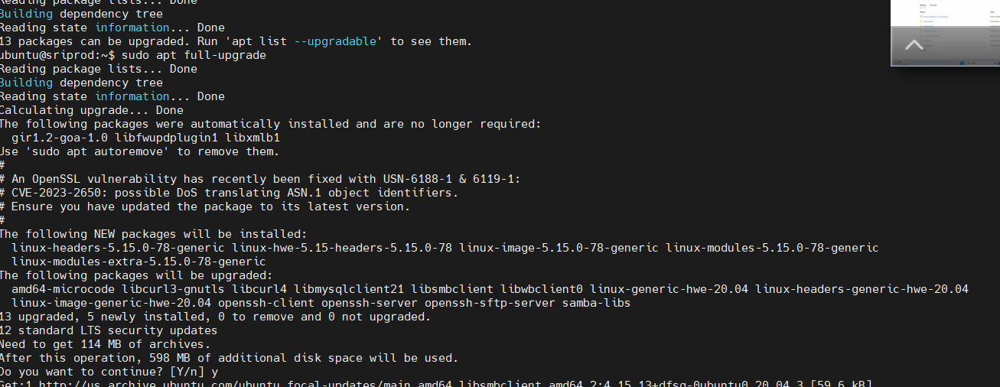 Reading package lists... Done
Building dependency tree
Reading state information... Done
13 packages can be upgraded. Run 'apt list --upgradable' to see them.
ubuntu@sriprod:~$ sudo apt full-upgrade
Reading package lists... Done
Building dependency tree
Reading state information... Done
Calculating upgrade... Done
The following packages were automatically installed and are no longer required:
  gir1.2-goa-1.0 libfwupdplugin1 libxmlb1
Use 'sudo apt autoremove' to remove them.
#
# An OpenSSL vulnerability has recently been fixed with USN-6188-1 & 6119-1:
# CVE-2023-2650: possible DoS translating ASN.1 object identifiers.
# Ensure you have updated the package to its latest version.
#
The following NEW packages will be installed:
  linux-headers-5.15.0-78-generic linux-hwe-5.15-headers-5.15.0-78 linux-image-5.15.0-78-generic linux-modules-5.15.0-78-generic
  linux-modules-extra-5.15.0-78-generic
The following packages will be upgraded:
  amd64-microcode libcurl3-gnutls libcurl4 libmysqlclient21 libsmbclient libwbclient0 linux-generic-hwe-20.04 linux-headers-generic-hwe-20.04
  linux-image-generic-hwe-20.04 openssh-client openssh-server openssh-sftp-server samba-libs
13 upgraded, 5 newly installed, 0 to remove and 0 not upgraded.
12 standard LTS security updates
Need to get 114 MB of archives.
After this operation, 598 MB of additional disk space will be used.
Do you want to continue? [Y/n] y
Get:1 http://us.archive.ubuntu.com/ubuntu focal-updates/main amd64 libsmbclient amd64 2:4.15.13+dfsg-0ubuntu0.20.04.3 [59.6 kB]